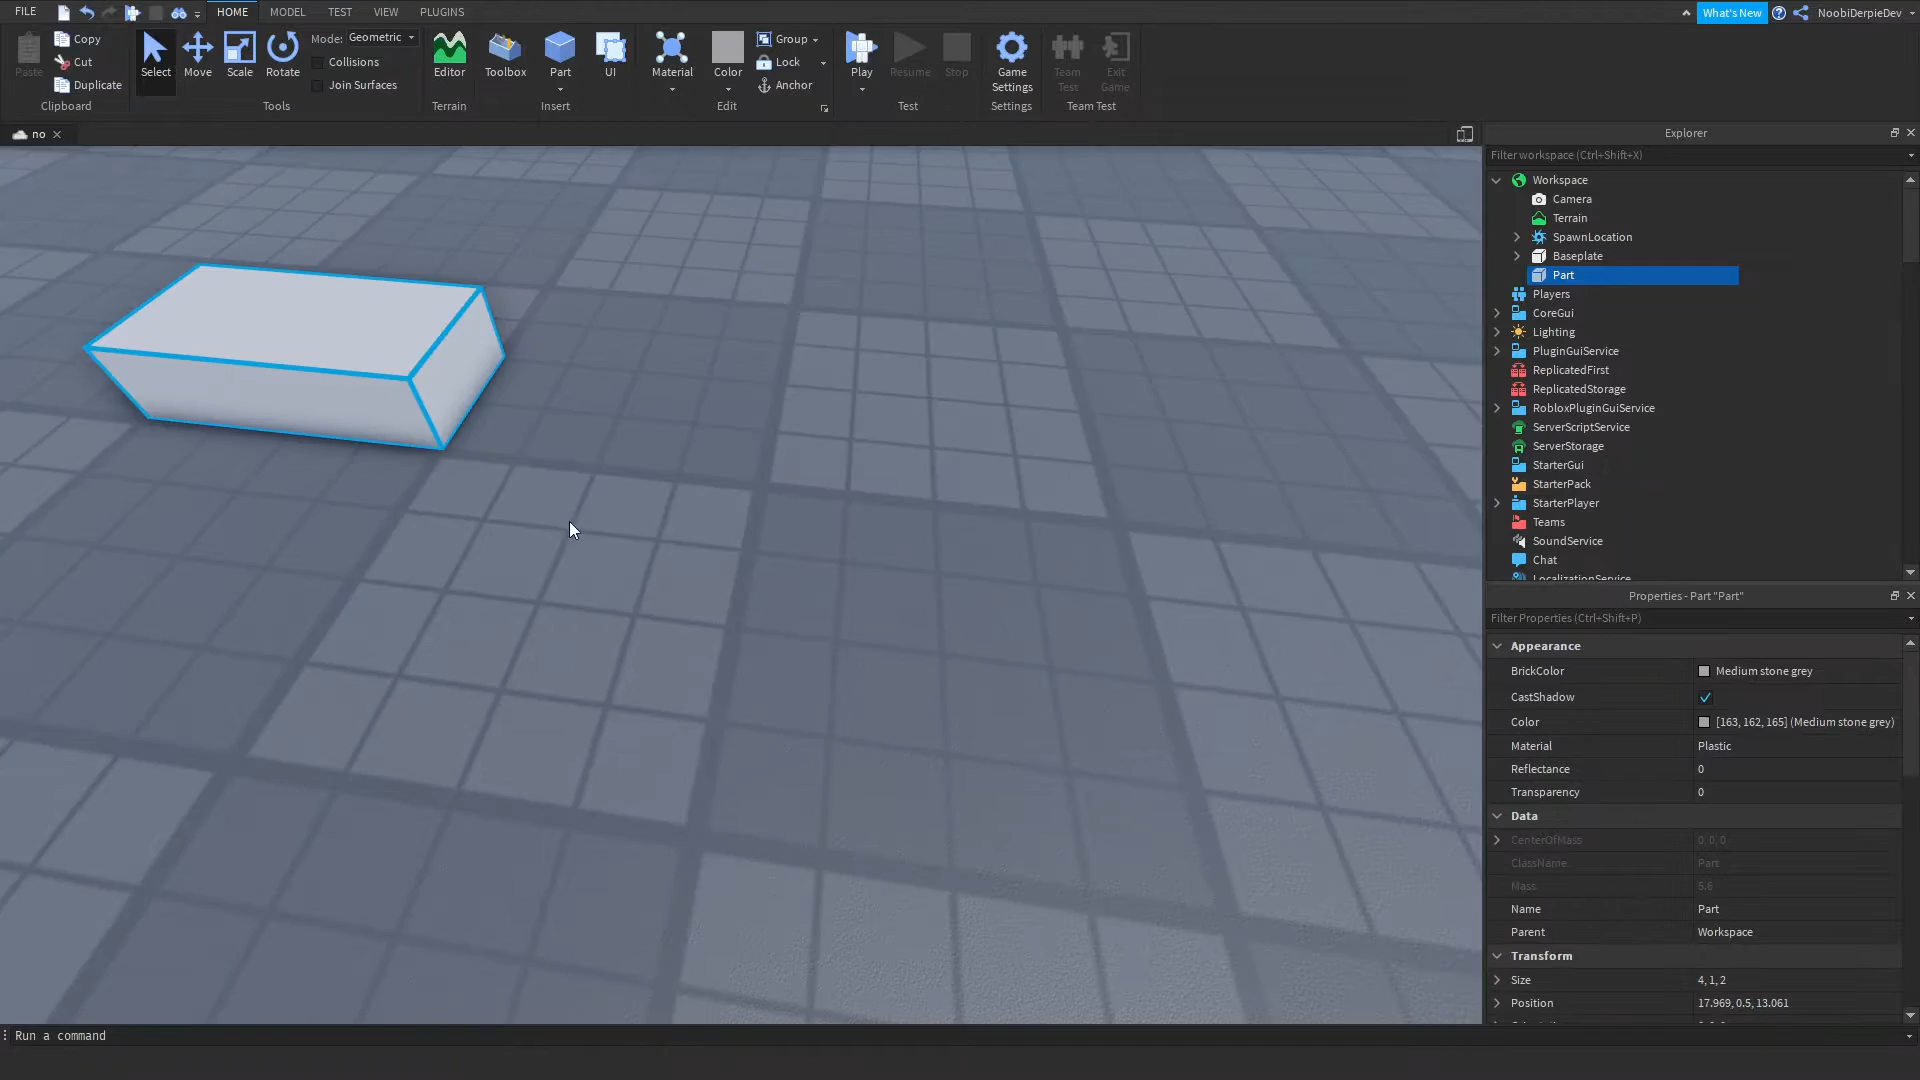 FILE HOME MODEL TEST VIEW PLUGINS What's New NoobiDerpieDev
Paste Copy Cut Duplicate Clipboard
Select Move Scale Rotate Mode: Geometric Collisions Join Surfaces Tools
Editor Terrain
Toolbox Part UI Insert
Material Color Group Lock Anchor Edit
Play Resume Stop Test
Game Settings Settings
Team Test Exit Game Team Test
no
Explorer
Filter workspace (Ctrl+Shift+X)
Workspace
Camera
Terrain
SpawnLocation
Baseplate
Part
Players
CoreGui
Lighting
PluginGuiService
ReplicatedFirst
ReplicatedStorage
RobloxPluginGuiService
ServerScriptService
ServerStorage
StarterGui
StarterPack
StarterPlayer
Teams
SoundService
Chat
LocalizationService
Properties - Part "Part"
Filter Properties (Ctrl+Shift+P)
Appearance
BrickColor Medium stone grey
CastShadow
Color [163, 162, 165] (Medium stone grey)
Material Plastic
Reflectance 0
Transparency 0
Data
CenterOfMass 0, 0, 0
ClassName Part
Mass 5.6
Name Part
Parent Workspace
Transform
Size 4, 1, 2
Position 17.969, 0.5, 13.061
Run a command